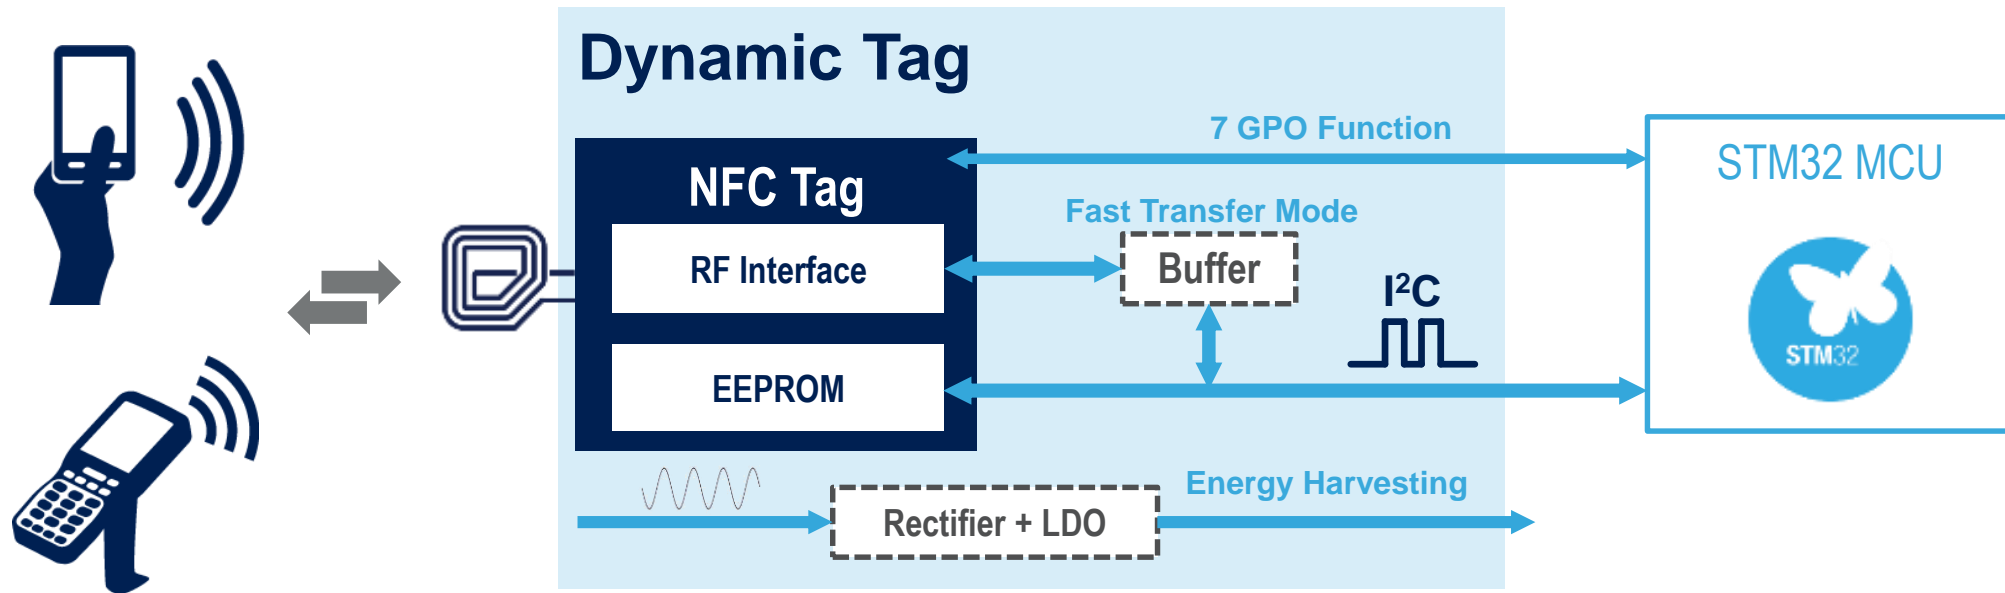 Dynamic Tag
7 GPO Function
NFC Tag
STM32 MCU
Fast Transfer Mode
RF Interface
Buffer
I²C
STM32
EEPROM
Energy Harvesting
Rectifier + LDO